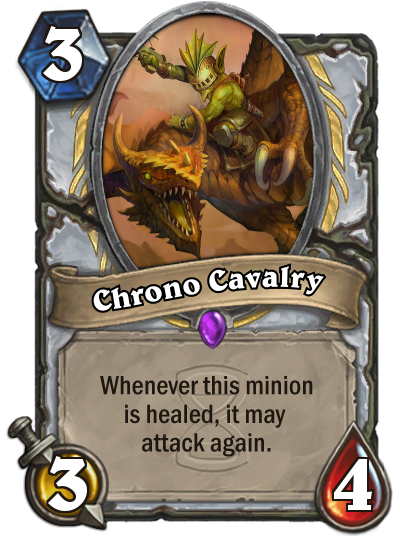 3
Chrono Cavalry
Whenever this minion
is healed, it may
attack again.
3
4